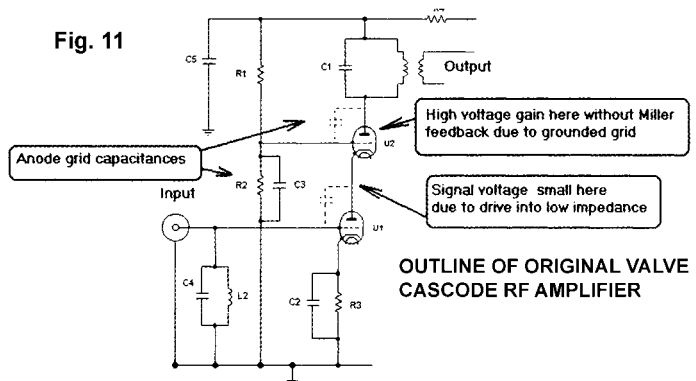 Fig. 11
C5
R1
C1
Output
High voltage gain here without Miller
feedback due to grounded grid
U2
Anode grid capacitances
R2
C3
Input
Signal voltage small here
due to drive into low impedance
U1
C4
L2
C2
R3
OUTLINE OF ORIGINAL VALVE
CASCODE RF AMPLIFIER